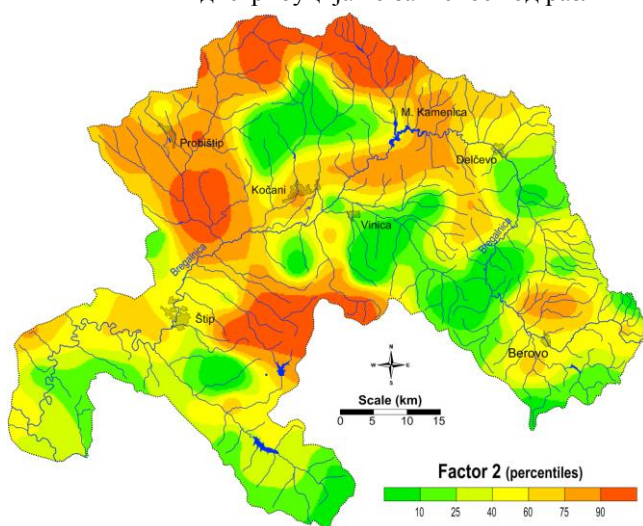 M. Kamenica
Probištip
Delčevo
Kočani
Vinica
Bregalnica
Bregalnica
Štip
Berovo
N
W E
S
Scale (km)
0 5 10 15
Factor 2 (percentiles)
10 25 40 60 75 90